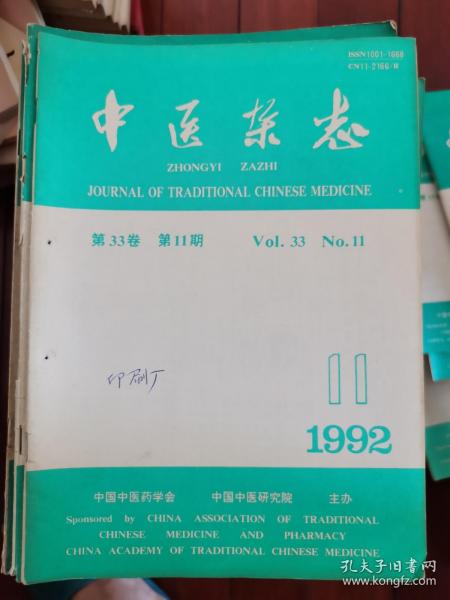 ISSN1001-1668
CN11-2166/R
中医杂志
ZHONGYI ZAZHI
JOURNAL OF TRADITIONAL CHINESE MEDICINE
第33卷 第11期 Vol. 33 No.11
印刷厂
11
1992
中国中医药学会 中国中医研究院 主办
Sponsored by CHINA ASSOCIATION OF TRADITIONAL
CHINESE MEDICINE AND PHARMACY
CHINA ACADEMY OF TRADITIONAL CHINESE MEDICINE
孔夫子旧书网
kongfz.com